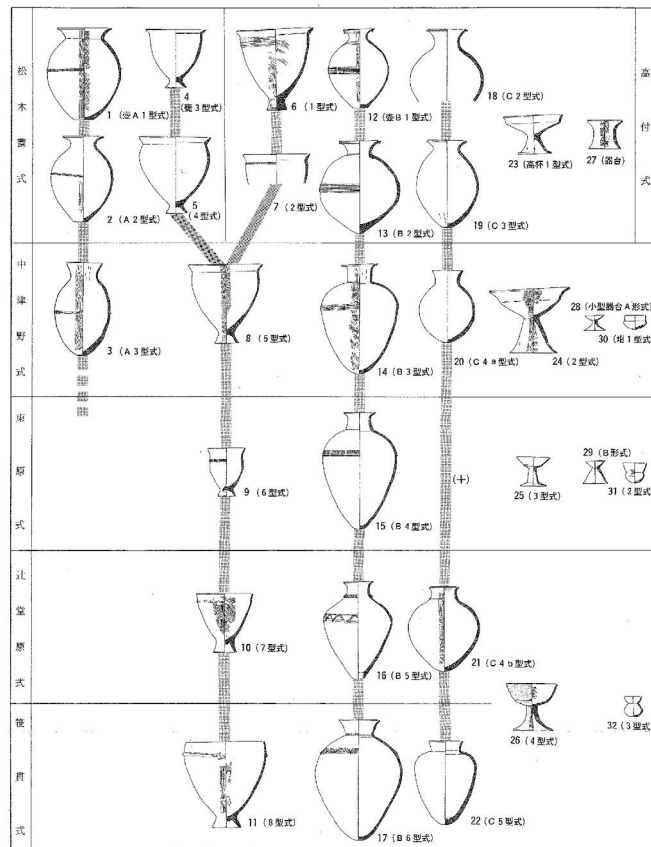 松木薗式
高付式
1 (壺A1型式)
4
(甕3型式)
6 (1型式)
12 (壺B1型式)
18 (C2型式)
23 (高杯1型式)
27 (器台)
2 (A2型式)
5
(4型式)
7 (2型式)
13 (B2型式)
19 (C3型式)
中津野式
3 (A3型式)
8 (5型式)
14 (B3型式)
20 (C4a型式)
24 (2型式)
28 (小型器台A形式)
30 (坩1型式)
東原式
9 (6型式)
15 (B4型式)
(+)
25 (3型式)
29 (B形式)
31 (2型式)
辻堂原式
10 (7型式)
16 (B5型式)
21 (C4b型式)
26 (4型式)
32 (3型式)
笹貫式
11 (8型式)
17 (B6型式)
22 (C5型式)